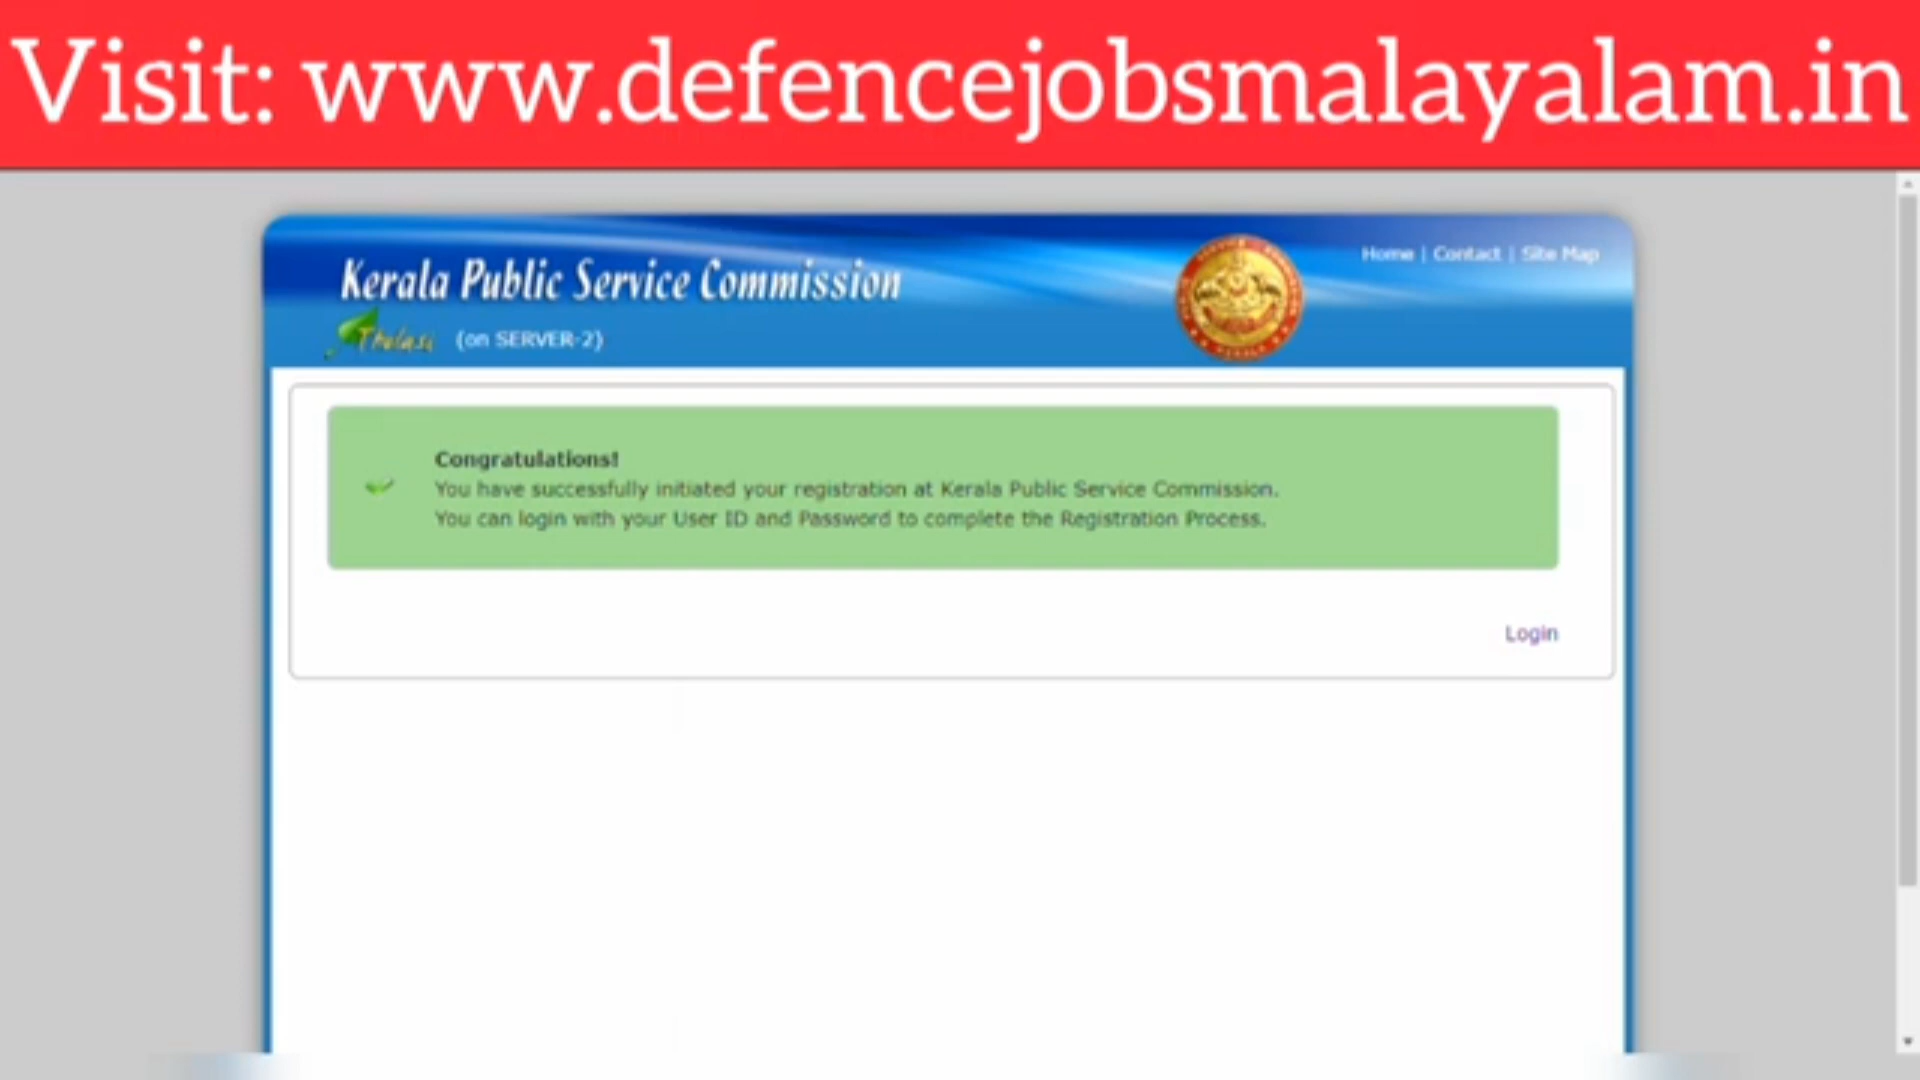 Visit: www.defencejobsmalayalam.in
Home | Contact | Site Map
Kerala Public Service Commission
Thulasi (on SERVER-2)
Congratulations!
You have successfully initiated your registration at Kerala Public Service Commission.
You can login with your User ID and Password to complete the Registration Process.
Login